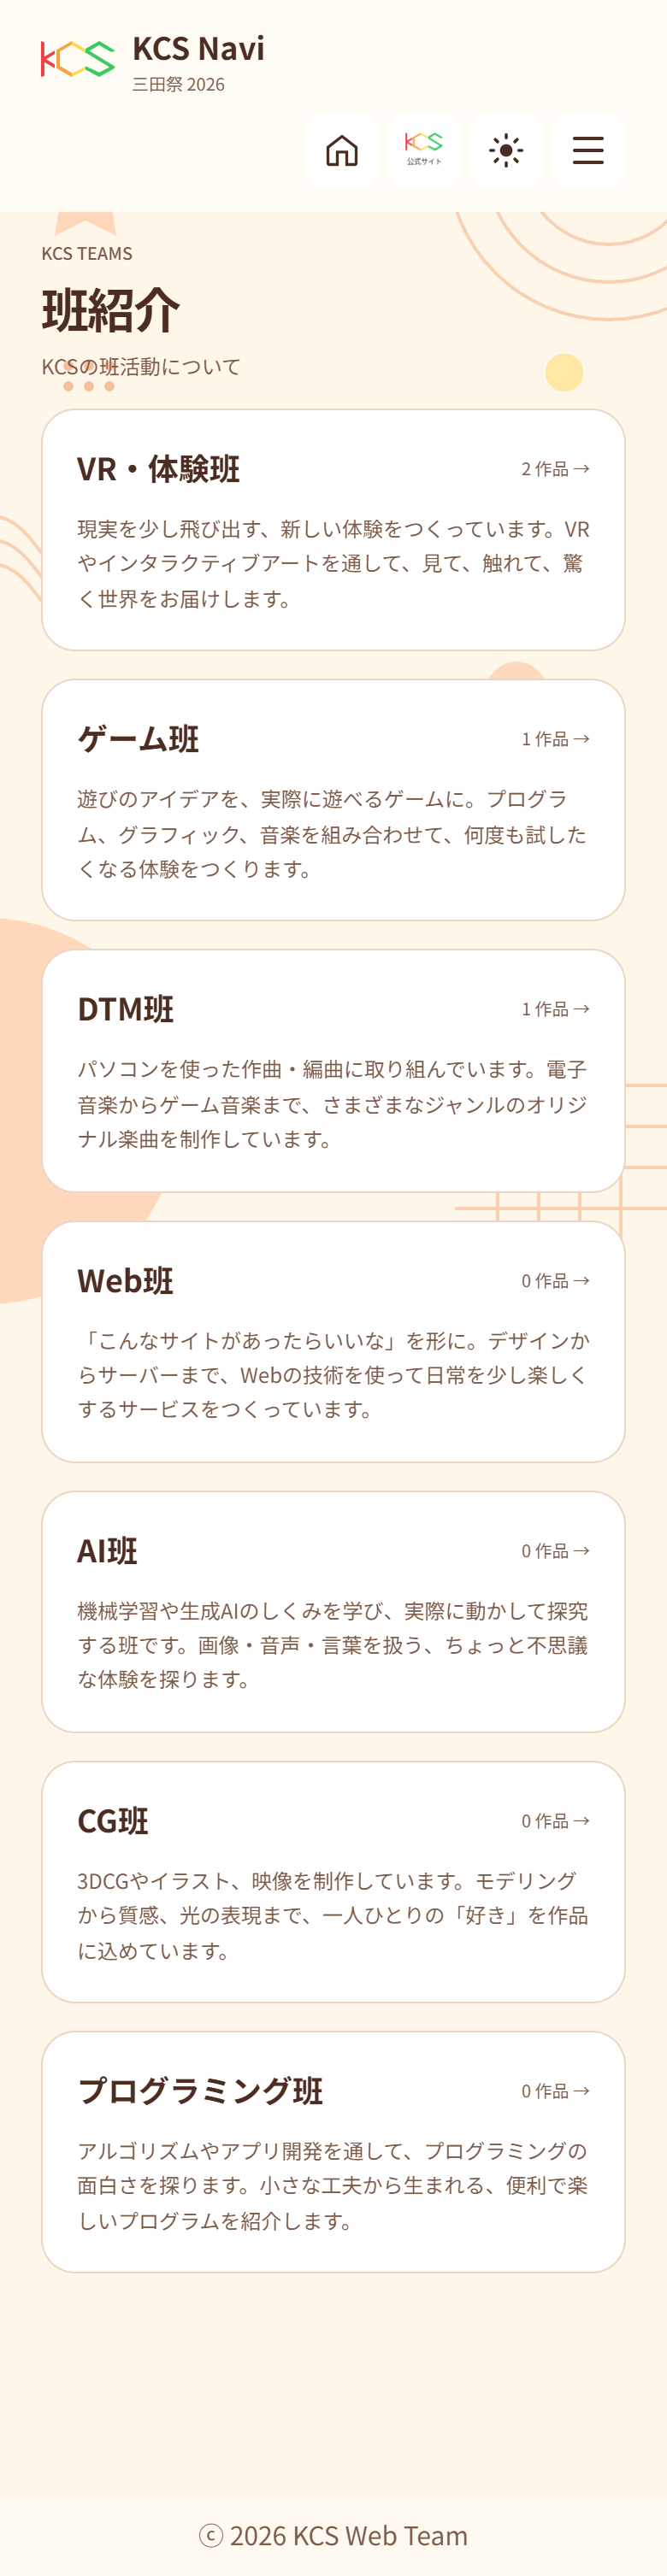 KCS
KCS Navi
三田祭 2026
KCS
公式サイト
KCS TEAMS
班紹介
KCSの班活動について
VR・体験班
2 作品 →
現実を少し飛び出す、新しい体験をつくっています。VR
やインタラクティブアートを通して、見て、触れて、驚
く世界をお届けします。
ゲーム班
1 作品 →
遊びのアイデアを、実際に遊べるゲームに。プログラ
ム、グラフィック、音楽を組み合わせて、何度も試した
くなる体験をつくります。
DTM班
1 作品 →
パソコンを使った作曲・編曲に取り組んでいます。電子
音楽からゲーム音楽まで、さまざまなジャンルのオリジ
ナル楽曲を制作しています。
Web班
0 作品 →
「こんなサイトがあったらいいな」を形に。デザインか
らサーバーまで、Webの技術を使って日常を少し楽しく
するサービスをつくっています。
AI班
0 作品 →
機械学習や生成AIのしくみを学び、実際に動かして探究
する班です。画像・音声・言葉を扱う、ちょっと不思議
な体験を探ります。
CG班
0 作品 →
3DCGやイラスト、映像を制作しています。モデリング
から質感、光の表現まで、一人ひとりの「好き」を作品
に込めています。
プログラミング班
0 作品 →
アルゴリズムやアプリ開発を通して、プログラミングの
面白さを探ります。小さな工夫から生まれる、便利で楽
しいプログラムを紹介します。
© 2026 KCS Web Team